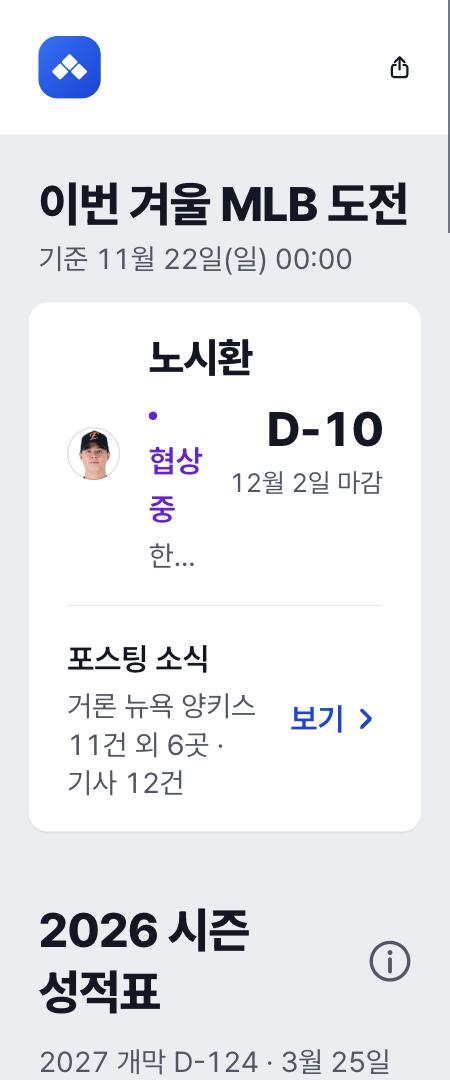 이번 겨울 MLB 도전
기준 11월 22일(일) 00:00
노시환
•
협상
중
한...
D-10
12월 2일 마감
포스팅 소식
거론 뉴욕 양키스
11건 외 6곳 ·
기사 12건
보기
2026 시즌
성적표
2027 개막 D-124 · 3월 25일